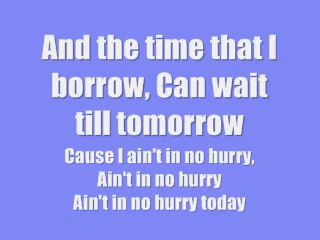 And the time that I
borrow, Can wait
till tomorrow
Cause I ain't in no hurry,
Ain't in no hurry
Ain't in no hurry today